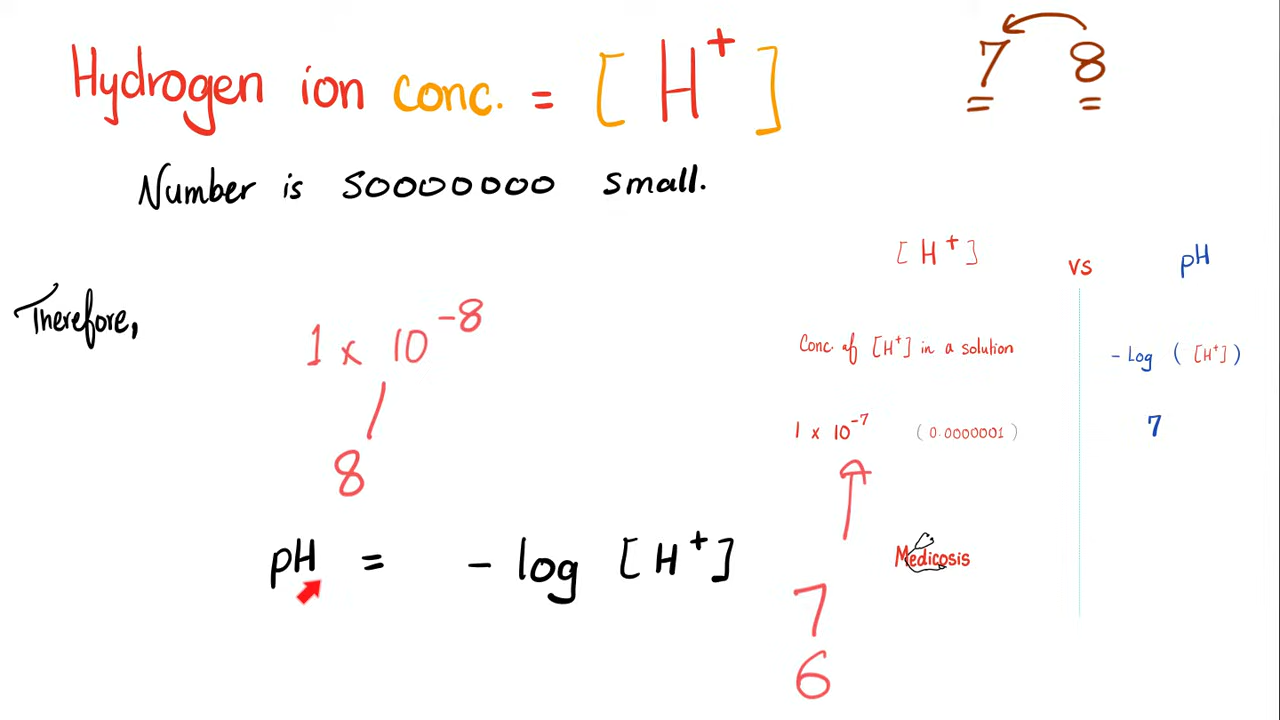 Hydrogen ion conc. = [ H+ ]
7 8
Number is SOOOOOOO small.
[ H+ ] vs pH
Therefore,
1 x 10^-8
Conc. of [H+] in a solution
- Log ( [H+] )
1 x 10^-7 (0.0000001)
7
8
pH = - log [ H+ ]
Medicosis
7
6